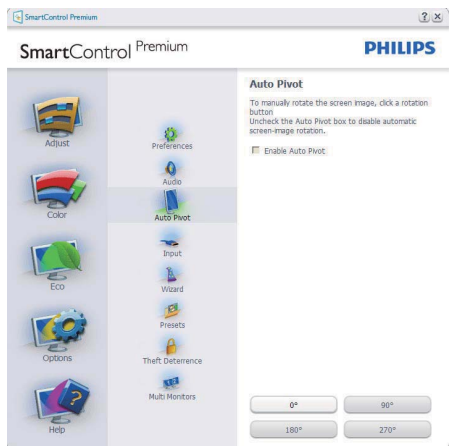 SmartControl Premium
SmartControl Premium
PHILIPS
Adjust
Color
Eco
Options
Help
Preferences
Audio
Auto Pivot
Input
Wizard
Presets
Theft Deterrence
Multi Monitors
Auto Pivot
To manually rotate the screen image, click a rotation
button
Uncheck the Auto Pivot box to disable automatic
screen-image rotation.
Enable Auto Pivot
0° 90°
180° 270°